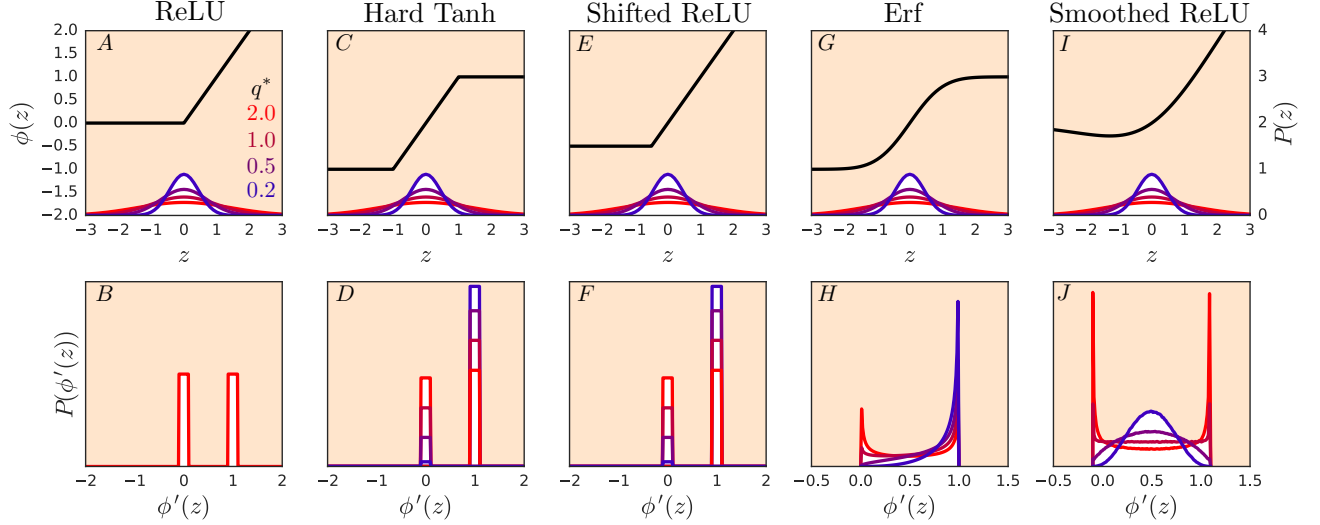 ReLU
Hard Tanh
Shifted ReLU
Erf
Smoothed ReLU
A
C
E
G
I
2.0
1.5
1.0
0.5
0.0
−0.5
−1.0
−1.5
−2.0
ϕ(z)
q*
2.0
1.0
0.5
0.2
4
3
2
1
0
P(z)
−3 −2 −1 0 1 2 3
−3 −2 −1 0 1 2 3
−3 −2 −1 0 1 2 3
−3 −2 −1 0 1 2 3
−3 −2 −1 0 1 2 3
z
z
z
z
z
B
D
F
H
J
P(ϕ′(z))
−2 −1 0 1 2
−2 −1 0 1 2
−2 −1 0 1 2
−0.5 0.0 0.5 1.0 1.5
−0.5 0.0 0.5 1.0 1.5
ϕ′(z)
ϕ′(z)
ϕ′(z)
ϕ′(z)
ϕ′(z)